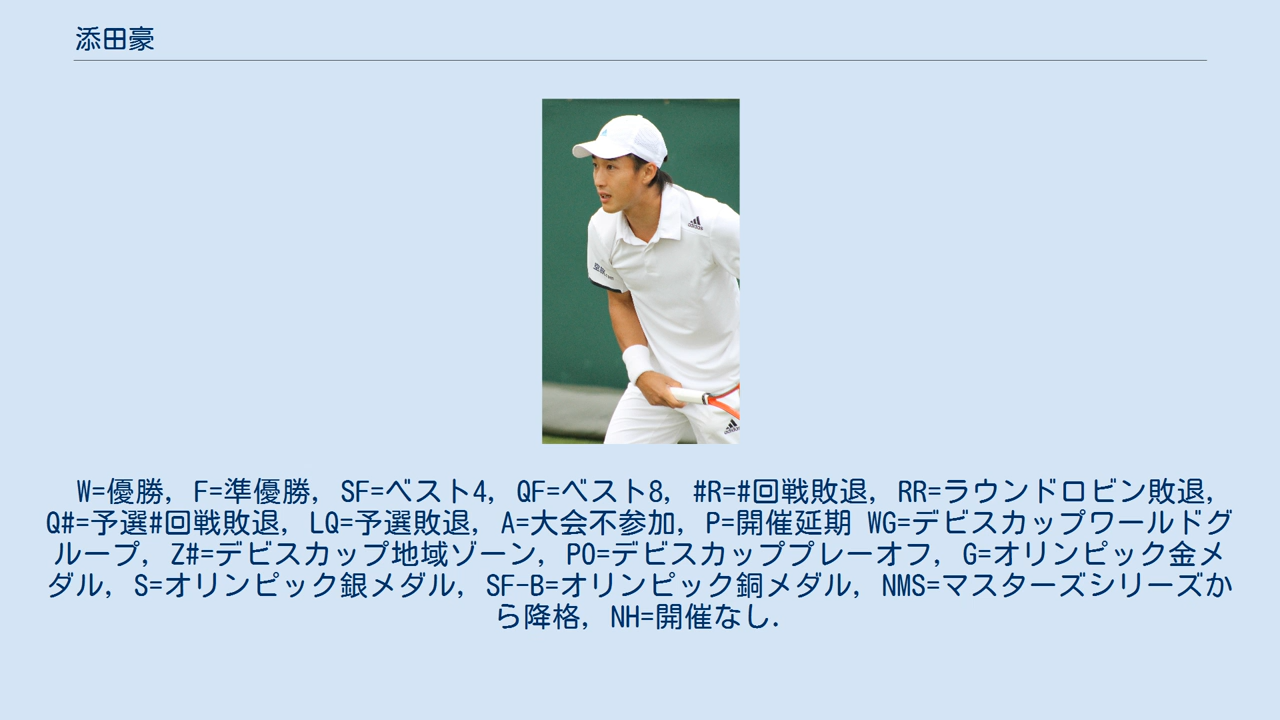 添田豪
adidas
adidas
W=優勝, F=準優勝, SF=ベスト4, QF=ベスト8, #R=#回戦敗退, RR=ラウンドロビン敗退,
Q#=予選#回戦敗退, LQ=予選敗退, A=大会不参加, P=開催延期 WG=デビスカップワールドグ
ループ, Z#=デビスカップ地域ゾーン, PO=デビスカッププレーオフ, G=オリンピック金メ
ダル, S=オリンピック銀メダル, SF-B=オリンピック銅メダル, NMS=マスターズシリーズか
ら降格, NH=開催なし.